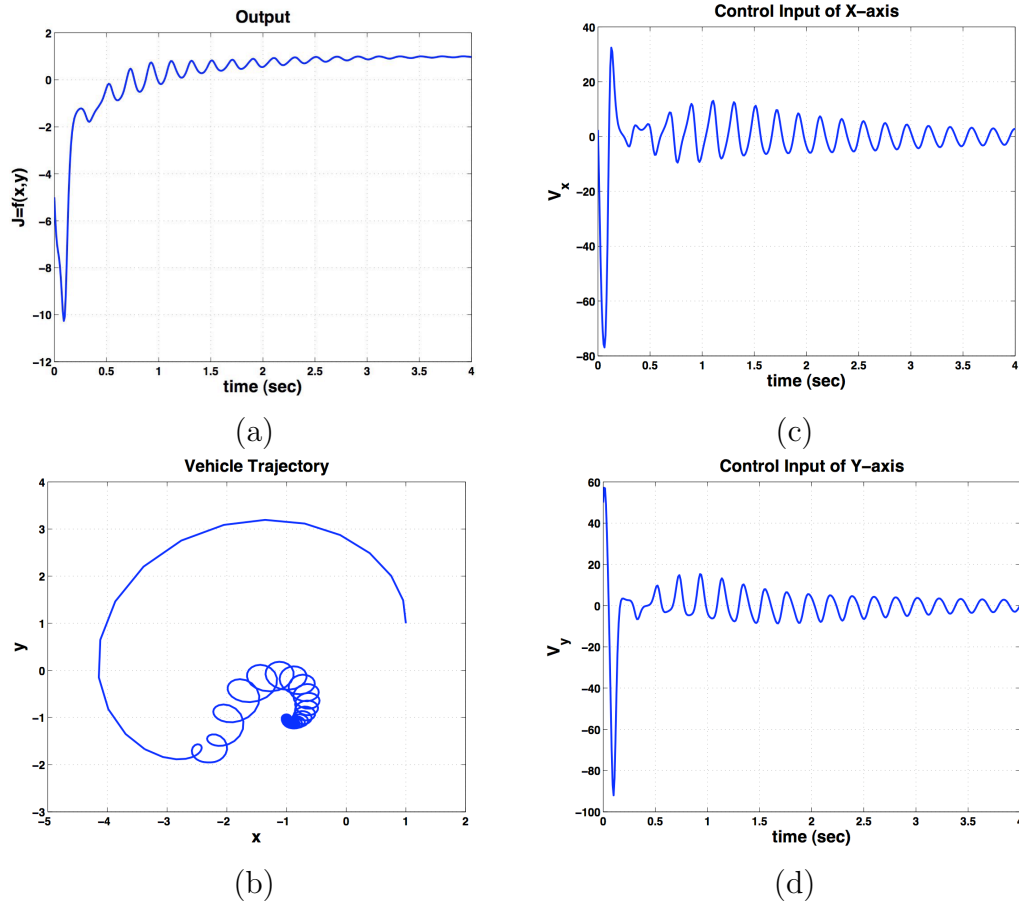 Output
J=f(x,y)
2
0
−2
−4
−6
−8
−10
−12
0 0.5 1 1.5 2 2.5 3 3.5 4
time (sec)
(a)
Control Input of X−axis
V_x
40
20
0
−20
−40
−60
−80
0 0.5 1 1.5 2 2.5 3 3.5 4
time (sec)
(c)
Vehicle Trajectory
y
4
3
2
1
0
−1
−2
−3
−5 −4 −3 −2 −1 0 1 2
x
(b)
Control Input of Y−axis
V_y
60
40
20
0
−20
−40
−60
−80
−100
0 0.5 1 1.5 2 2.5 3 3.5 4
time (sec)
(d)